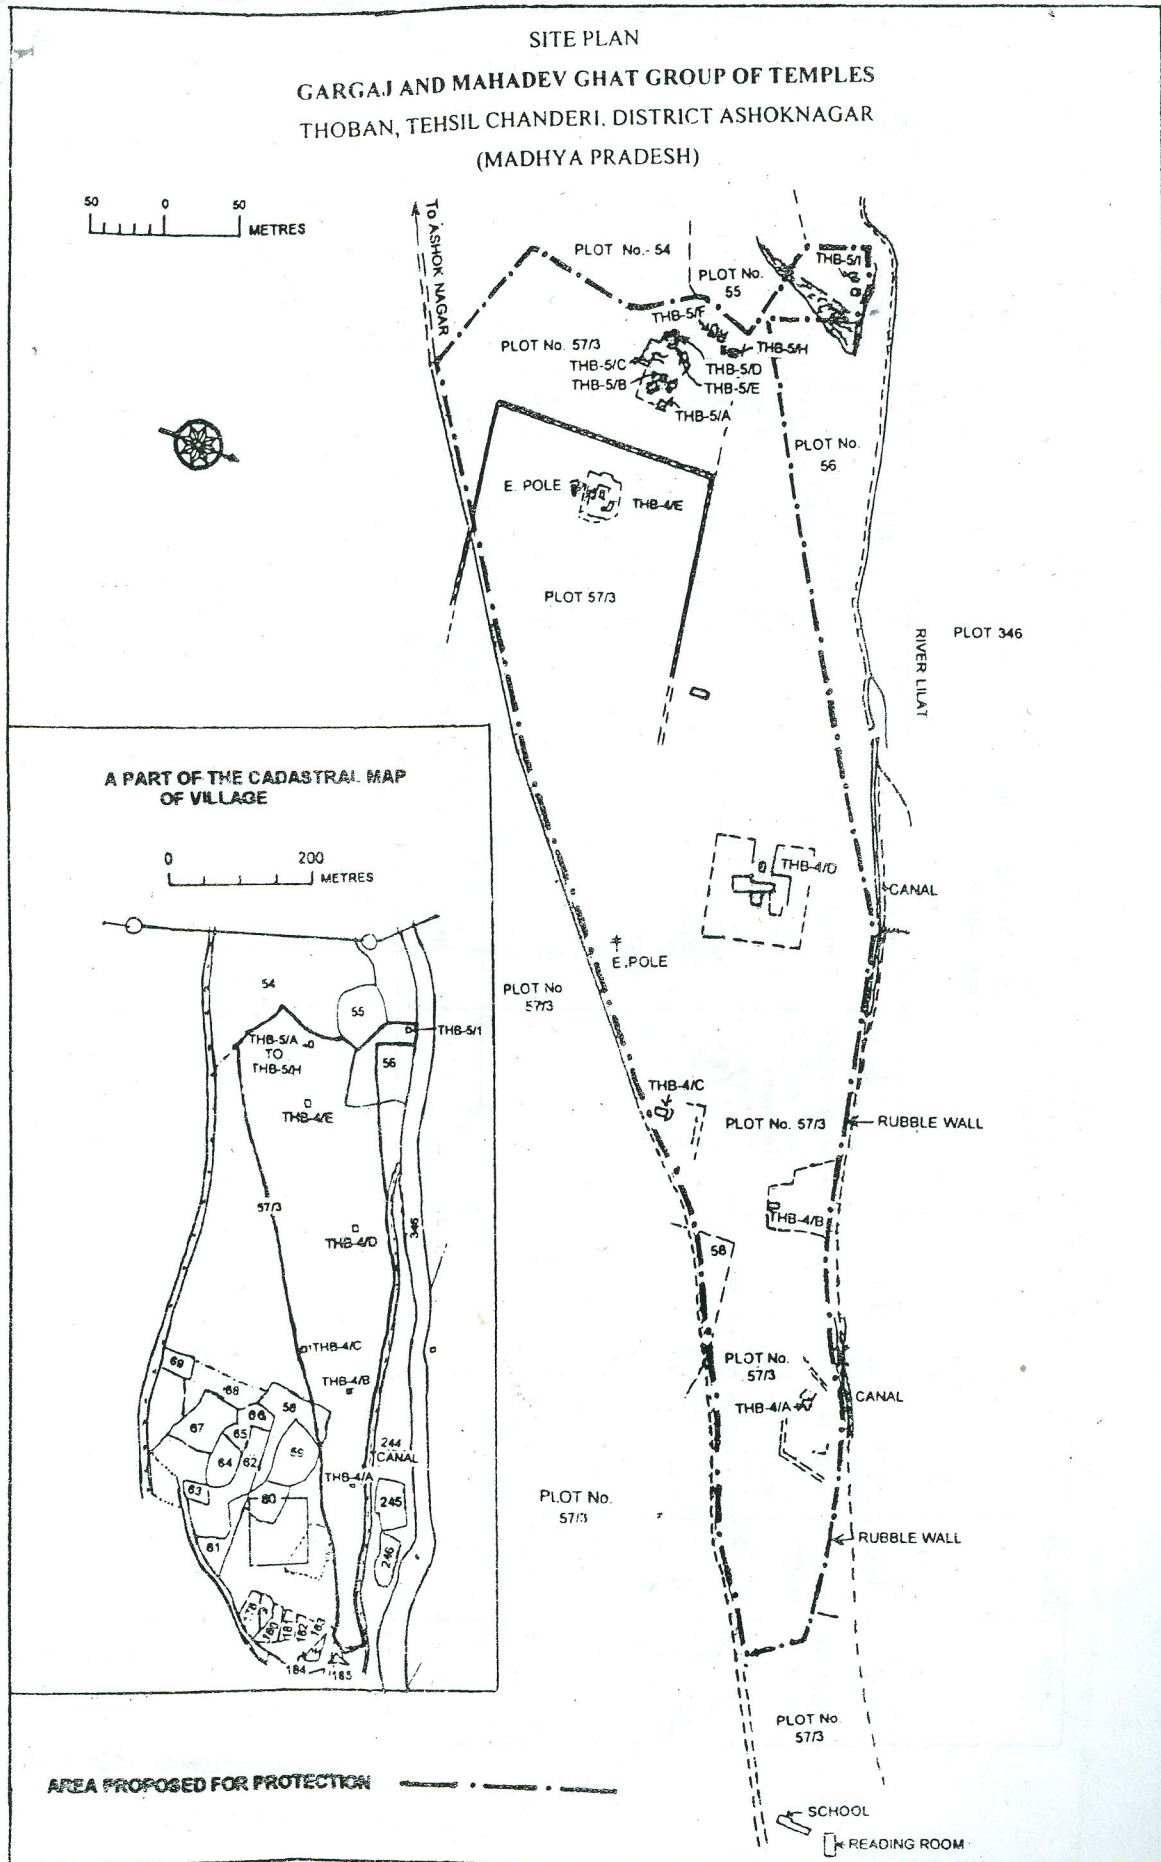 SITE PLAN
GARGAJ AND MAHADEV GHAT GROUP OF TEMPLES
THOBAN, TEHSIL CHANDERI, DISTRICT ASHOKNAGAR
(MADHYA PRADESH)
50 0 50
METRES
To ASHOK NAGAR
PLOT No.- 54
PLOT No.
55
THB-5/1
THB-5/F
PLOT No. 57/3
THB-5/H
THB-5/C
THB-5/D
THB-5/B
THB-5/E
THB-5/A
PLOT No.
56
E. POLE
THB-4/E
PLOT 57/3
RIVER LILAT
PLOT 346
THB-4/D
CANAL
E.POLE
PLOT No
57/3
THB-4/C
PLOT No. 57/3
RUBBLE WALL
THB-4/B
58
PLOT No.
57/3
THB-4/A
CANAL
PLOT No.
57/3
RUBBLE WALL
PLOT No.
57/3
SCHOOL
READING ROOM
A PART OF THE CADASTRAL MAP
OF VILLAGE
0 200
METRES
54
55
THB-5/A
TO
THB-5/H
THB-5/1
56
THB-4/E
57/3
346
THB-4/D
THB-4/C
THB-4/B
69
68
58
66
67
65
59
64
62
244
CANAL
THB-4/A
63
60
245
61
246
178
180
181
182
183
184
185
AREA PROPOSED FOR PROTECTION